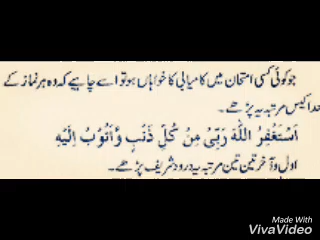 جو کوئی کسی امتحان میں کامیابی کا خواہاں ہو تو اسے چاہیے کہ وہ ہر نماز کے
بعد اکیس مرتبہ یہ پڑھے۔
اَسْتَغْفِرُ اللّٰهَ رَبِّىْ مِنْ كُلِّ ذَنْبٍ وَّاَتُوْبُ اِلَيْهِ
اول و آخر تین تین مرتبہ یہ درود شریف پڑھے۔
MADE WITH
VivaVideo